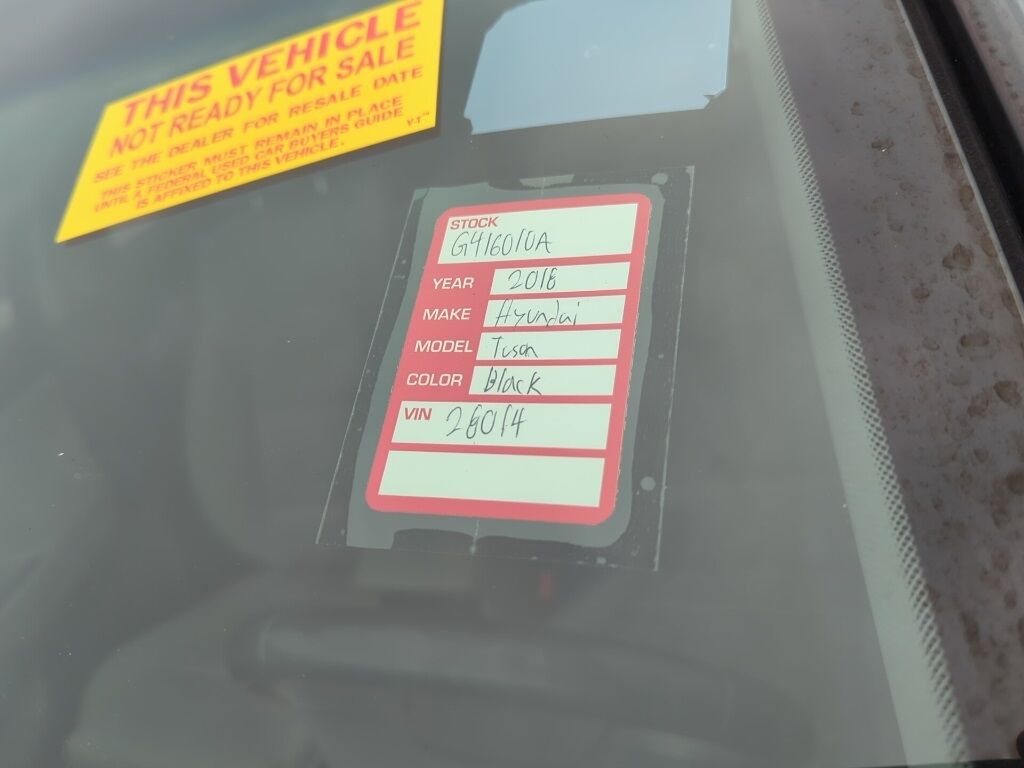 THIS VEHICLE
NOT READY FOR SALE
SEE THE DEALER FOR RESALE DATE
THIS STICKER MUST REMAIN IN PLACE
UNTIL A FEDERAL USED CAR BUYERS GUIDE
IS AFFIXED TO THIS VEHICLE.
STOCK
G416010A
YEAR 2018
MAKE Hyundai
MODEL Tuson
COLOR Black
VIN 28014